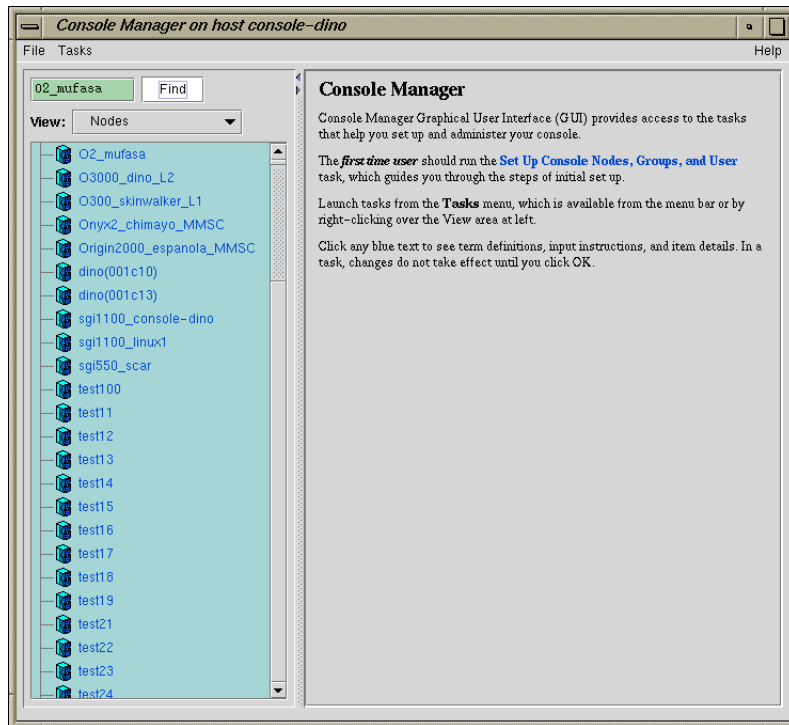 Console Manager on host console-dino
File Tasks Help
O2_mufasa Find
View: Nodes
O2_mufasa
O3000_dino_L2
O300_skinwalker_L1
Onyx2_chimayo_MMSC
Origin2000_espanola_MMSC
dino(001c10)
dino(001c13)
sgi1100_console-dino
sgi1100_linux1
sgi550_scar
test100
test11
test12
test13
test14
test15
test16
test17
test18
test19
test21
test22
test23
test24
Console Manager
Console Manager Graphical User Interface (GUI) provides access to the tasks
that help you set up and administer your console.
The first time user should run the Set Up Console Nodes, Groups, and User
task, which guides you through the steps of initial set up.
Launch tasks from the Tasks menu, which is available from the menu bar or by
right-clicking over the View area at left.
Click any blue text to see term definitions, input instructions, and item details. In a
task, changes do not take effect until you click OK.